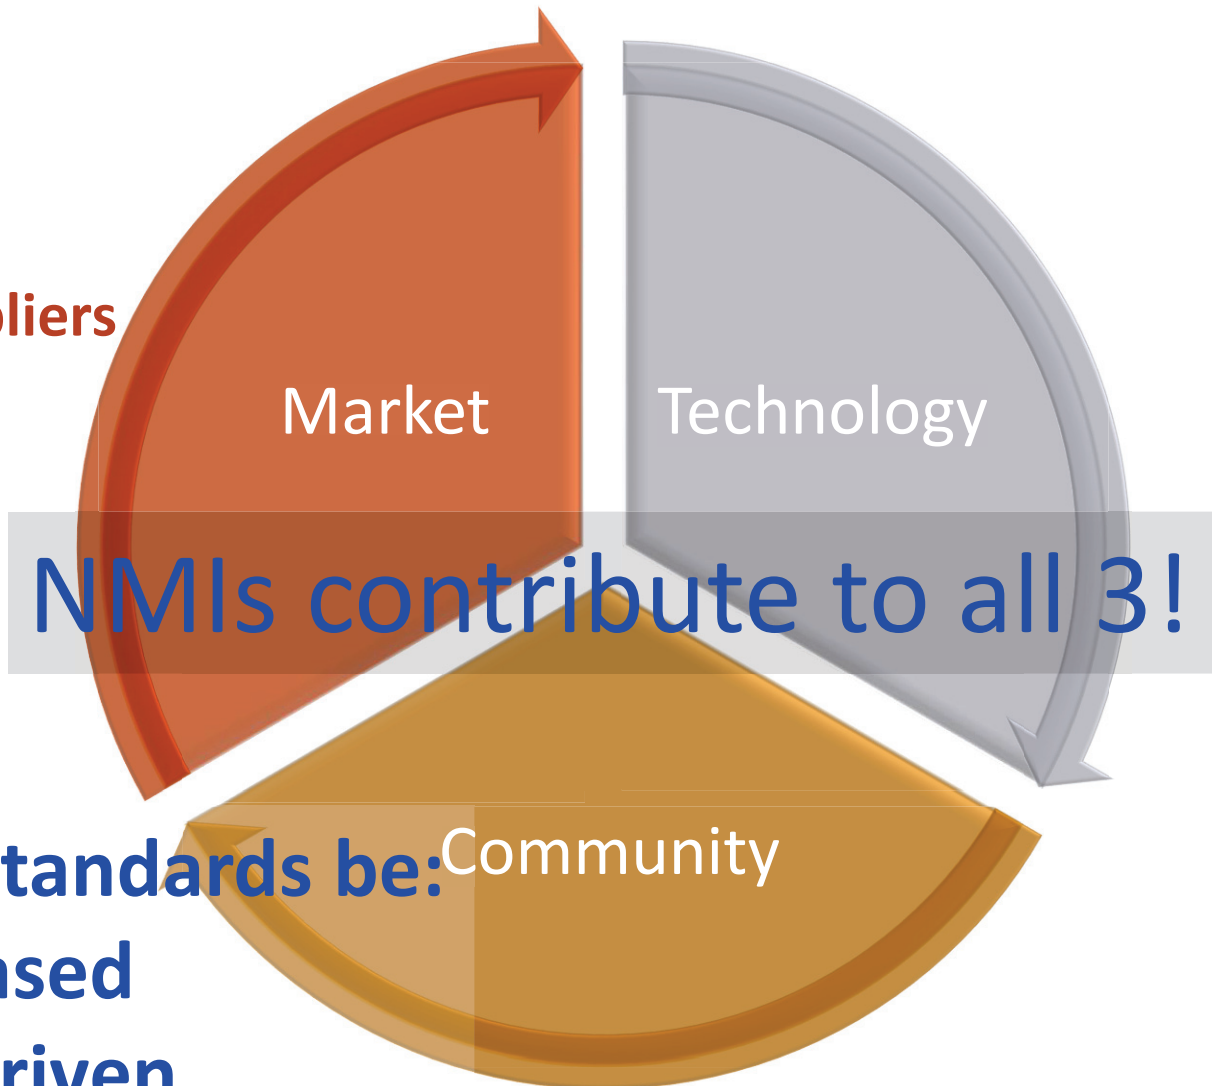 pliers
Market
Technology
NMIs contribute to all 3!
Community
tandards be:
ased
riven